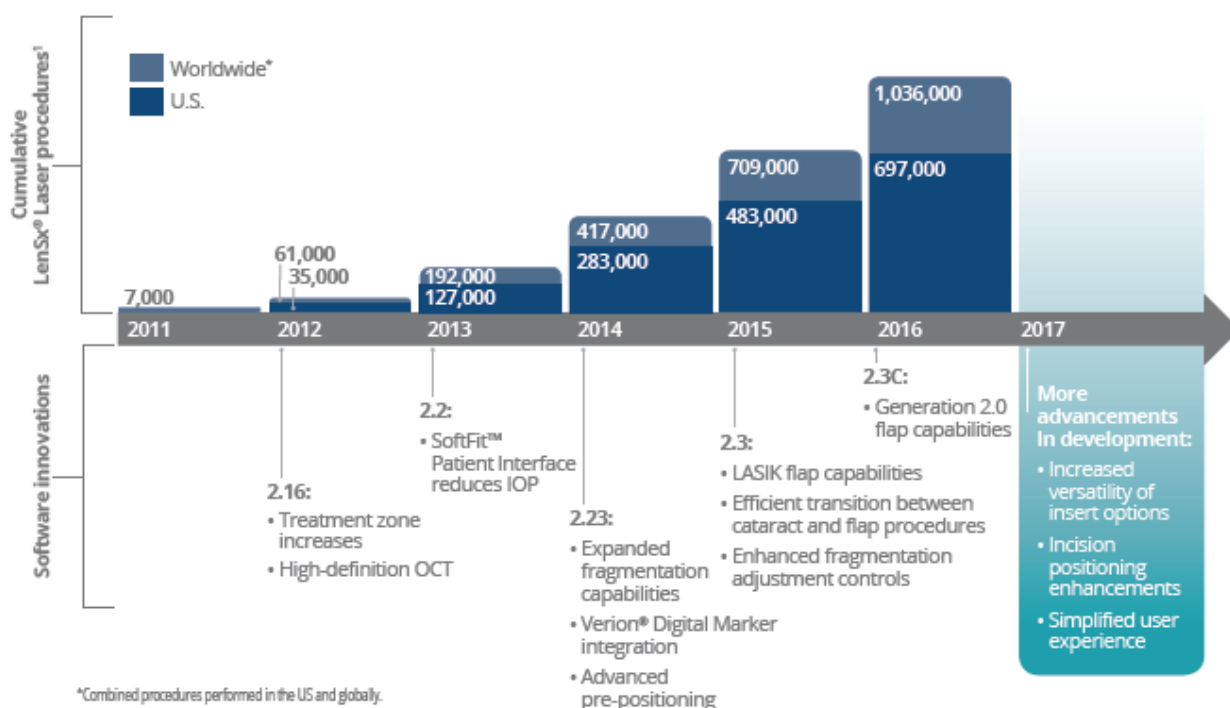 Cumulative
LenSx® Laser procedures¹
Worldwide*
U.S.
7,000
61,000
35,000
192,000
127,000
417,000
283,000
709,000
483,000
1,036,000
697,000
2011
2012
2013
2014
2015
2016
2017
Software innovations
2.16:
• Treatment zone
increases
• High-definition OCT
2.2:
• SoftFit™
Patient Interface
reduces IOP
2.23:
• Expanded
fragmentation
capabilities
• Verion® Digital Marker
integration
• Advanced
pre-positioning
2.3:
• LASIK flap capabilities
• Efficient transition between
cataract and flap procedures
• Enhanced fragmentation
adjustment controls
2.3C:
• Generation 2.0
flap capabilities
More
advancements
In development:
• Increased
versatility of
insert options
• Incision
positioning
enhancements
• Simplified user
experience
*Combined procedures performed in the US and globally.